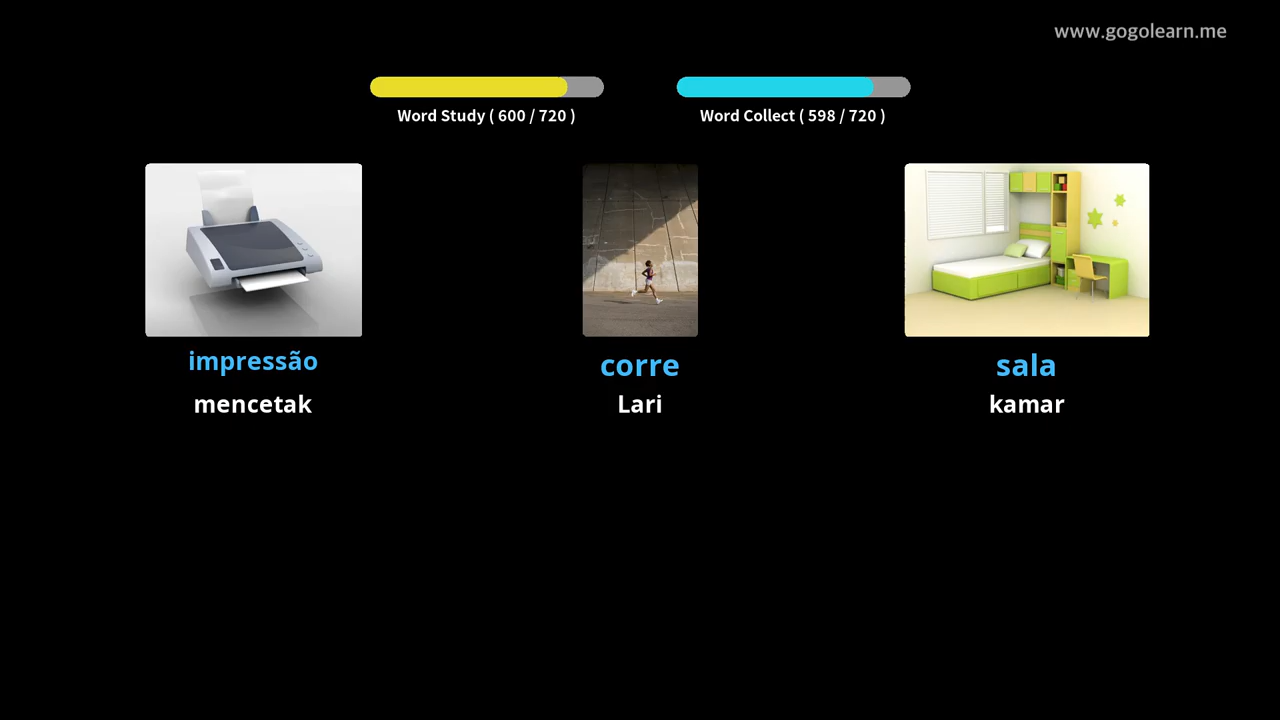 www.gogolearn.me
Word Study ( 600 / 720 )
Word Collect ( 598 / 720 )
impressão
mencetak
corre
Lari
sala
kamar